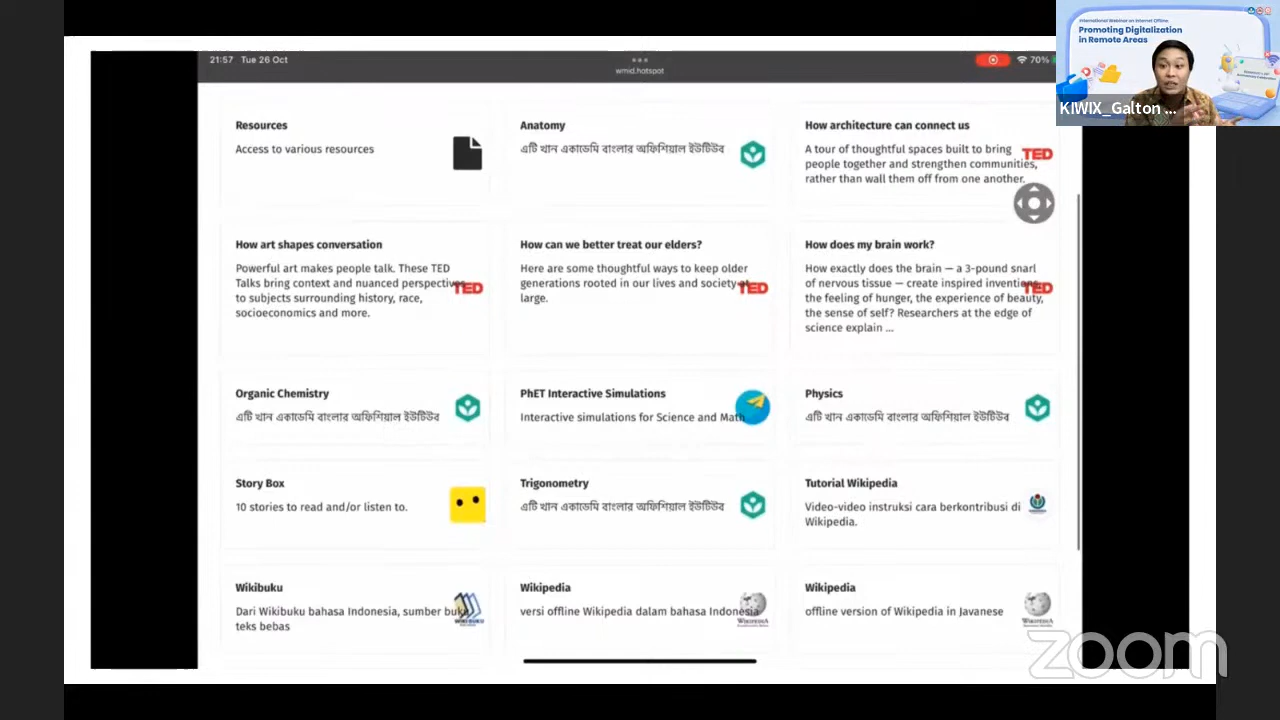 21:57 Tue 26 Oct
wmid.hotspot
70%
International Webinar on Internet Offline:
Promoting Digitalization
in Remote Areas
KIWIX_Galton ...
Resources
Access to various resources
Anatomy
এটি খান একাডেমি বাংলার অফিশিয়াল ইউটিউব
How architecture can connect us
A tour of thoughtful spaces built to bring
people together and strengthen communities,
rather than wall them off from one another.
TED
How art shapes conversation
Powerful art makes people talk. These TED
Talks bring context and nuanced perspectives
to subjects surrounding history, race,
socioeconomics and more.
TED
How can we better treat our elders?
Here are some thoughtful ways to keep older
generations rooted in our lives and society at
large.
TED
How does my brain work?
How exactly does the brain — a 3-pound snarl
of nervous tissue — create inspired inventions,
the feeling of hunger, the experience of beauty,
the sense of self? Researchers at the edge of
science explain ...
TED
Organic Chemistry
এটি খান একাডেমি বাংলার অফিশিয়াল ইউটিউব
PhET Interactive Simulations
Interactive simulations for Science and Math
Physics
এটি খান একাডেমি বাংলার অফিশিয়াল ইউটিউব
Story Box
10 stories to read and/or listen to.
Trigonometry
এটি খান একাডেমি বাংলার অফিশিয়াল ইউটিউব
Tutorial Wikipedia
Video-video instruksi cara berkontribusi di
Wikipedia.
Wikibuku
Dari Wikibuku bahasa Indonesia, sumber buku
teks bebas
WIKIBUKU
Wikipedia
versi offline Wikipedia dalam bahasa Indonesia
WIKIPEDIA
Wikipedia
offline version of Wikipedia in Javanese
WIKIPEDIA
zoom